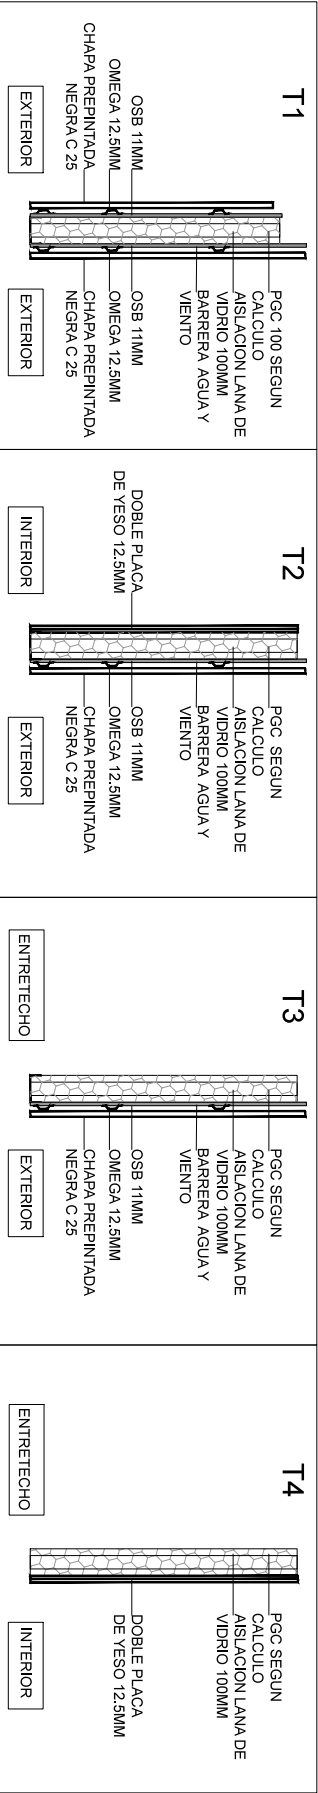 T1
OSB 11MM
OMEGA 12.5MM
CHAPA PREPINTADA
NEGRA C 25
EXTERIOR
PGC 100 SEGUN
CALCULO
AISLACION LANA DE
VIDRIO 100MM
BARRERA AGUA Y
VIENTO
OSB 11MM
OMEGA 12.5MM
CHAPA PREPINTADA
NEGRA C 25
EXTERIOR
T2
DOBLE PLACA
DE YESO 12.5MM
INTERIOR
PGC SEGUN
CALCULO
AISLACION LANA DE
VIDRIO 100MM
BARRERA AGUA Y
VIENTO
OSB 11MM
OMEGA 12.5MM
CHAPA PREPINTADA
NEGRA C 25
EXTERIOR
T3
ENTRETECHO
PGC SEGUN
CALCULO
AISLACION LANA DE
VIDRIO 100MM
BARRERA AGUA Y
VIENTO
OSB 11MM
OMEGA 12.5MM
CHAPA PREPINTADA
NEGRA C 25
EXTERIOR
T4
ENTRETECHO
PGC SEGUN
CALCULO
AISLACION LANA DE
VIDRIO 100MM
DOBLE PLACA
DE YESO 12.5MM
INTERIOR